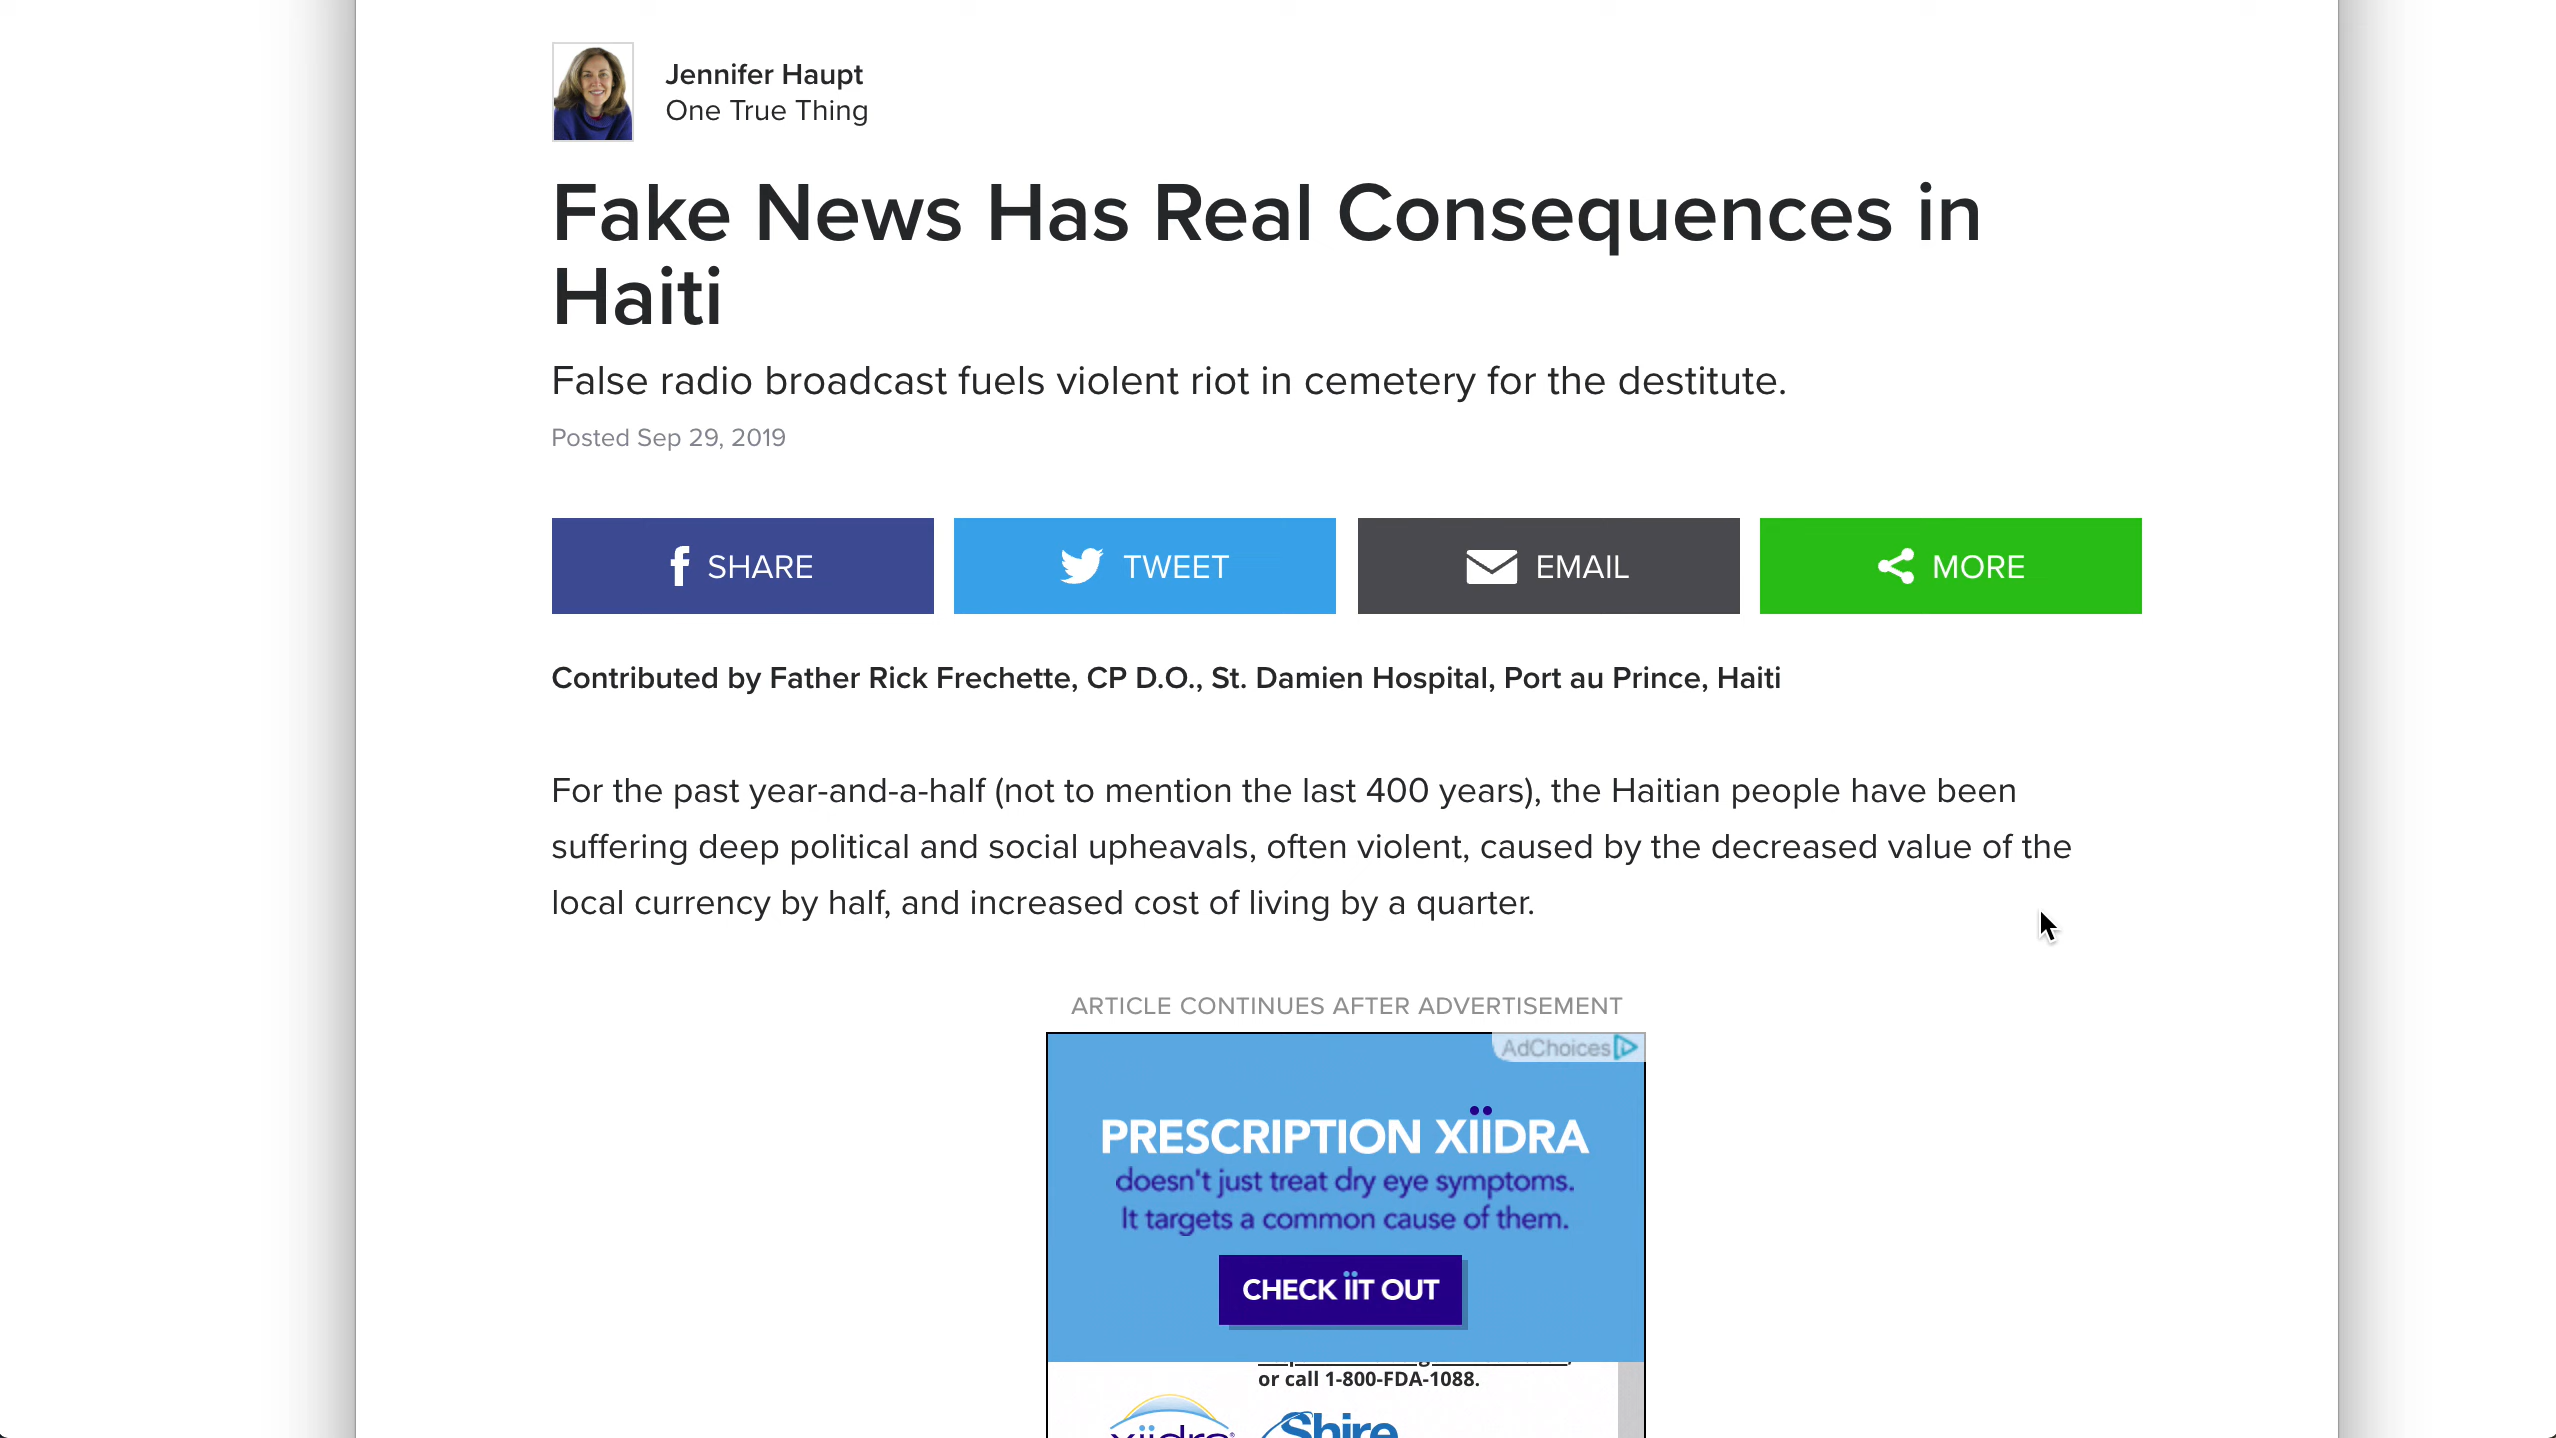 Jennifer Haupt
One True Thing
Fake News Has Real Consequences in
Haiti
False radio broadcast fuels violent riot in cemetery for the destitute.
Posted Sep 29, 2019
f SHARE
TWEET
EMAIL
MORE
Contributed by Father Rick Frechette, CP D.O., St. Damien Hospital, Port au Prince, Haiti
For the past year-and-a-half (not to mention the last 400 years), the Haitian people have been
suffering deep political and social upheavals, often violent, caused by the decreased value of the
local currency by half, and increased cost of living by a quarter.
ARTICLE CONTINUES AFTER ADVERTISEMENT
AdChoices
PRESCRIPTION XIIDRA
doesn't just treat dry eye symptoms.
It targets a common cause of them.
CHECK iiT OUT
or call 1-800-FDA-1088.
xiidra® Shire